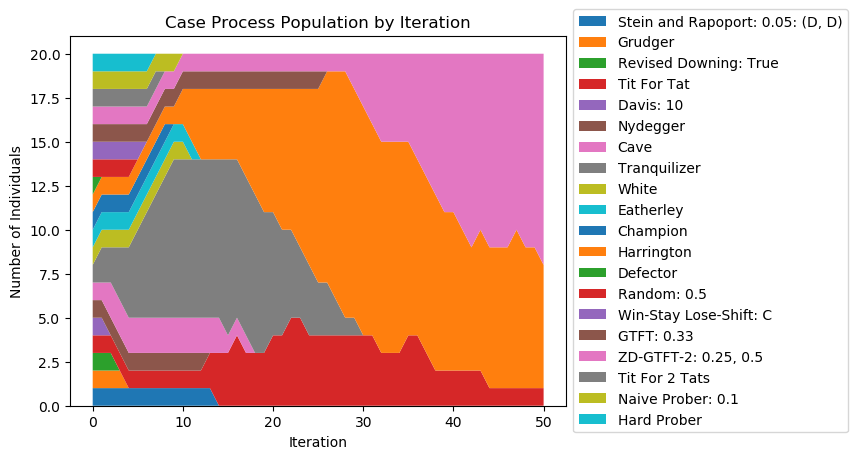 Case Process Population by Iteration
20.0
17.5
15.0
12.5
10.0
7.5
5.0
2.5
0.0
Number of Individuals
0
10
20
30
40
50
Iteration
Stein and Rapoport: 0.05: (D, D)
Grudger
Revised Downing: True
Tit For Tat
Davis: 10
Nydegger
Cave
Tranquilizer
White
Eatherley
Champion
Harrington
Defector
Random: 0.5
Win-Stay Lose-Shift: C
GTFT: 0.33
ZD-GTFT-2: 0.25, 0.5
Tit For 2 Tats
Naive Prober: 0.1
Hard Prober